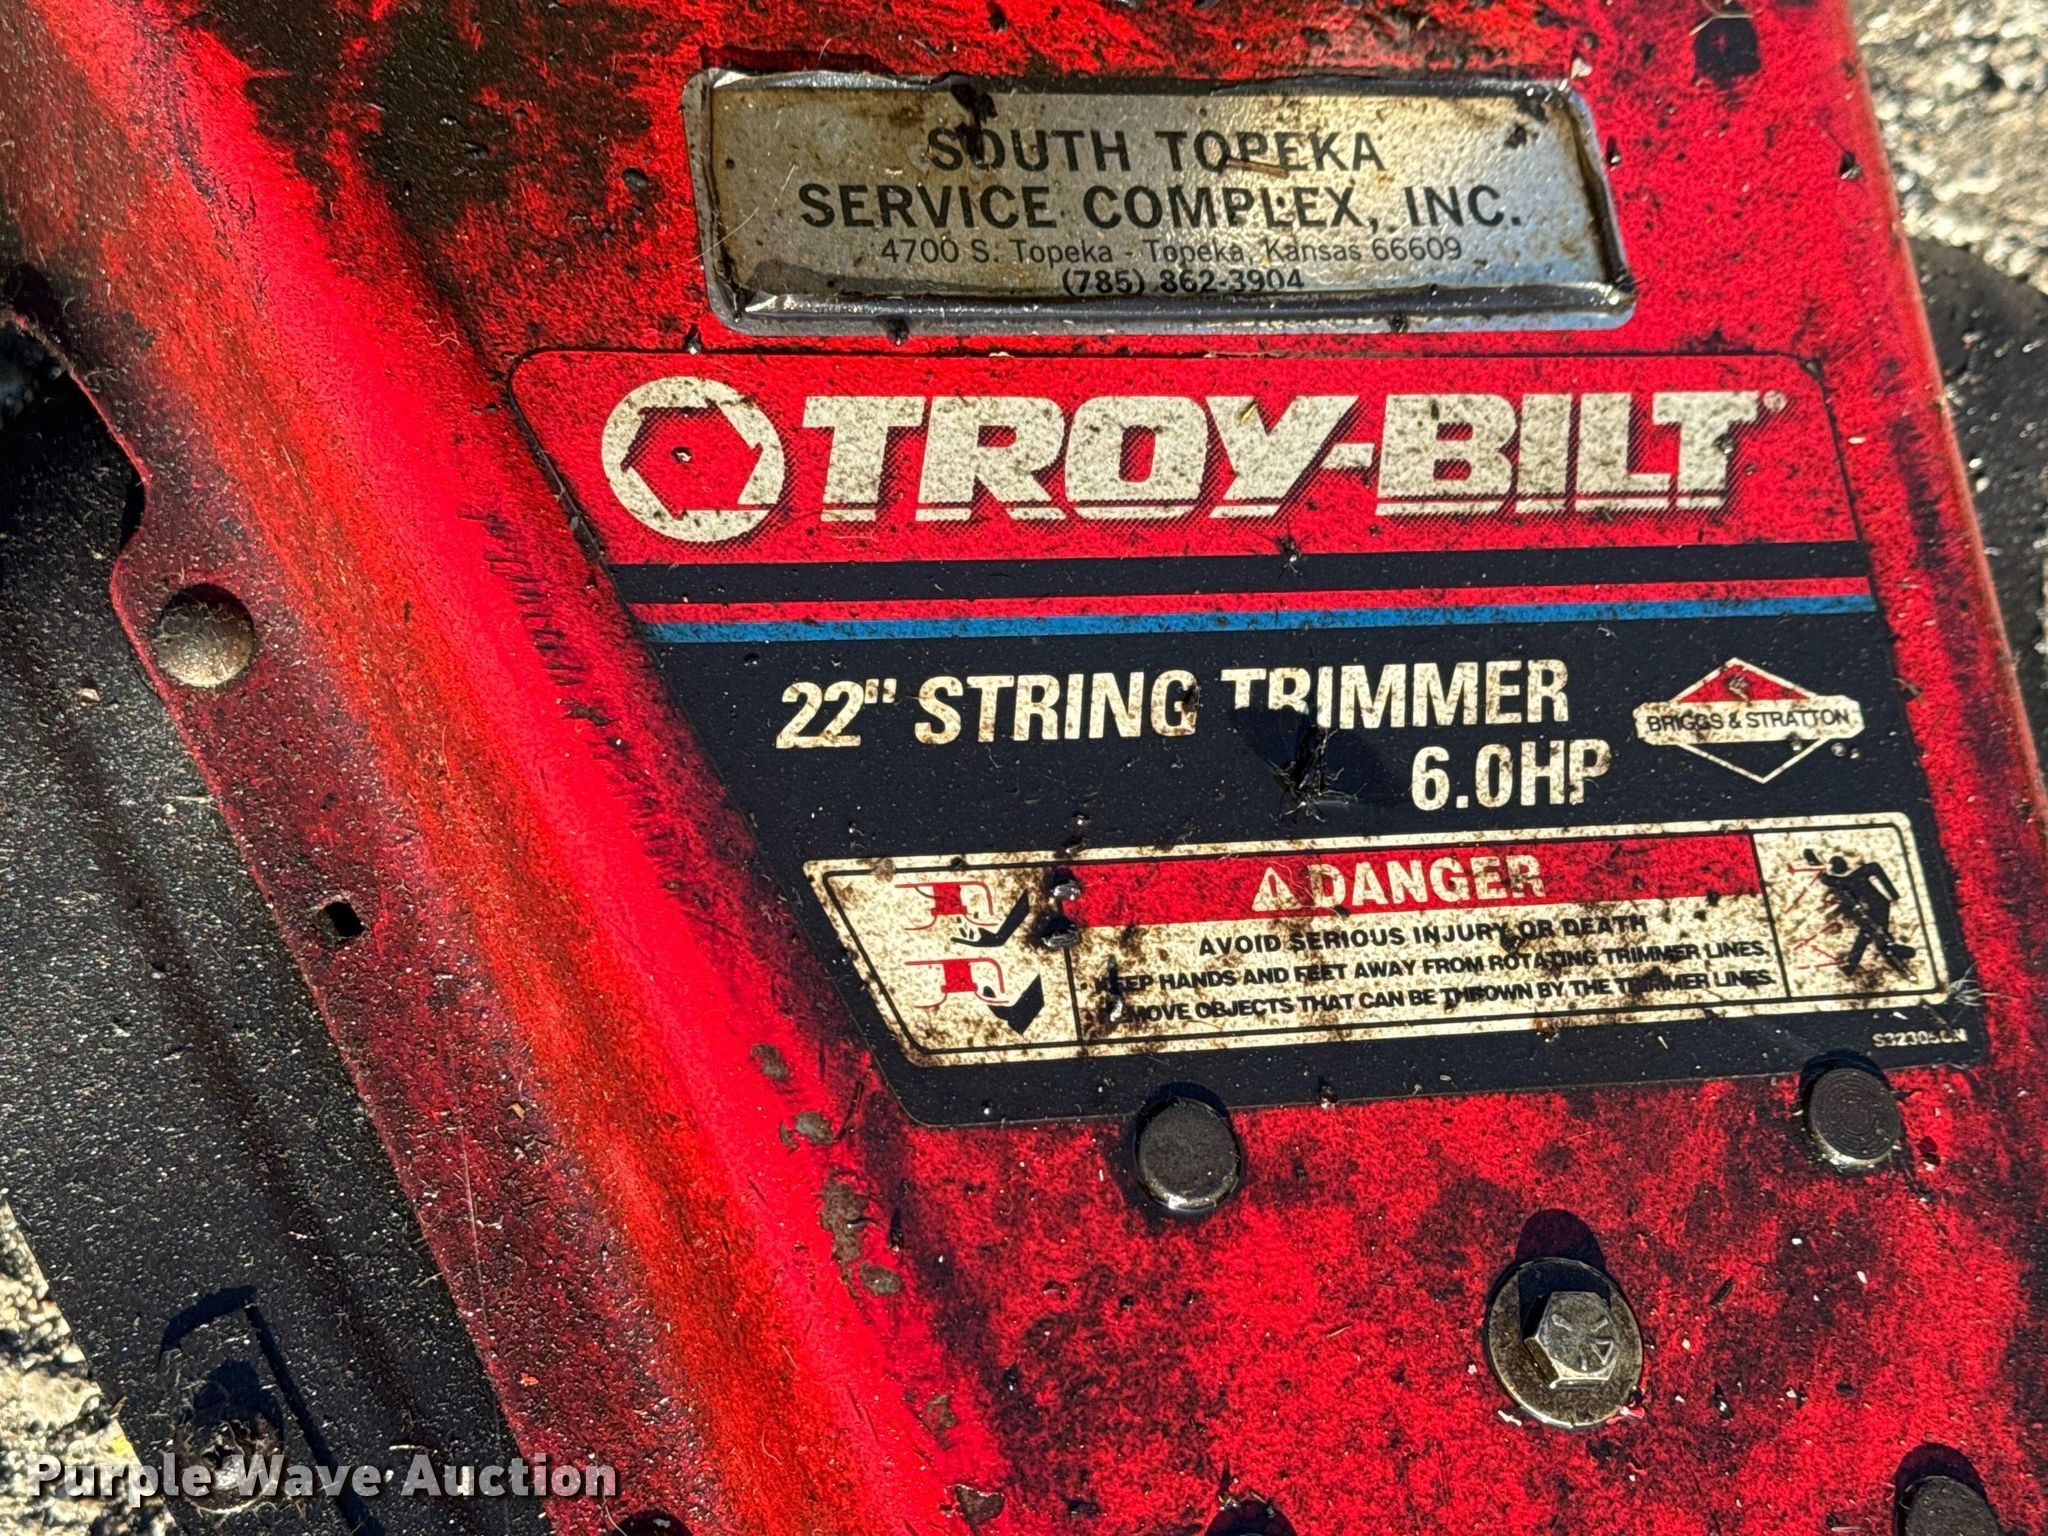 SOUTH TOPEKA
SERVICE COMPLEX, INC.
4700 S. Topeka - Topeka, Kansas 66609
(785) 862-3904
TROY-BILT®
22" STRING TRIMMER
6.0HP
BRIGGS & STRATTON
DANGER
AVOID SERIOUS INJURY OR DEATH
KEEP HANDS AND FEET AWAY FROM ROTATING TRIMMER LINES.
MOVE OBJECTS THAT CAN BE THROWN BY THE TRIMMER LINES.
Purple Wave Auction